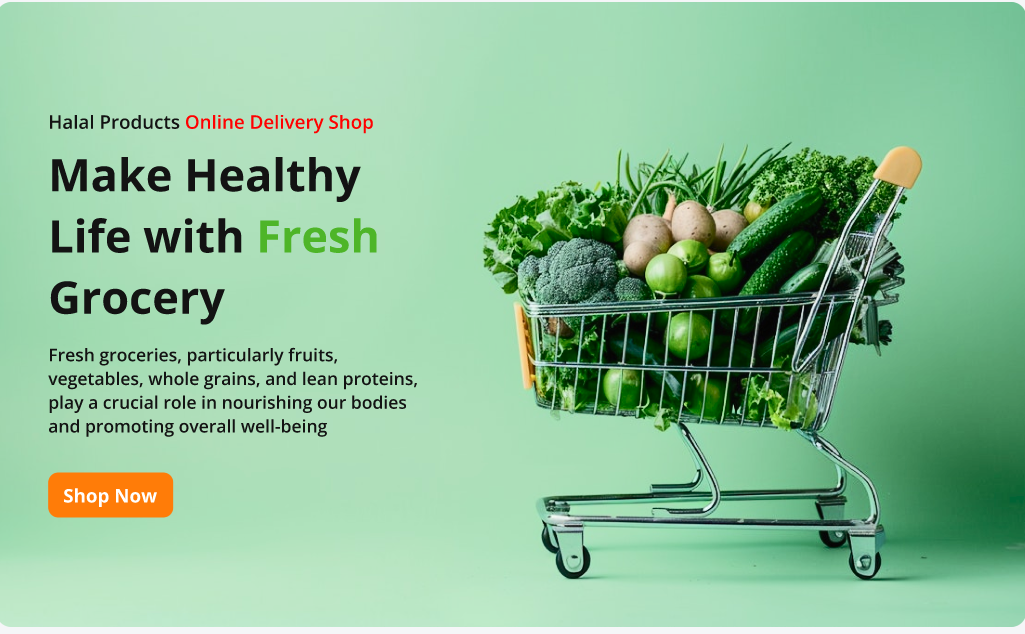 Halal Products Online Delivery Shop
Make Healthy
Life with Fresh
Grocery
Fresh groceries, particularly fruits,
vegetables, whole grains, and lean proteins,
play a crucial role in nourishing our bodies
and promoting overall well-being
Shop Now